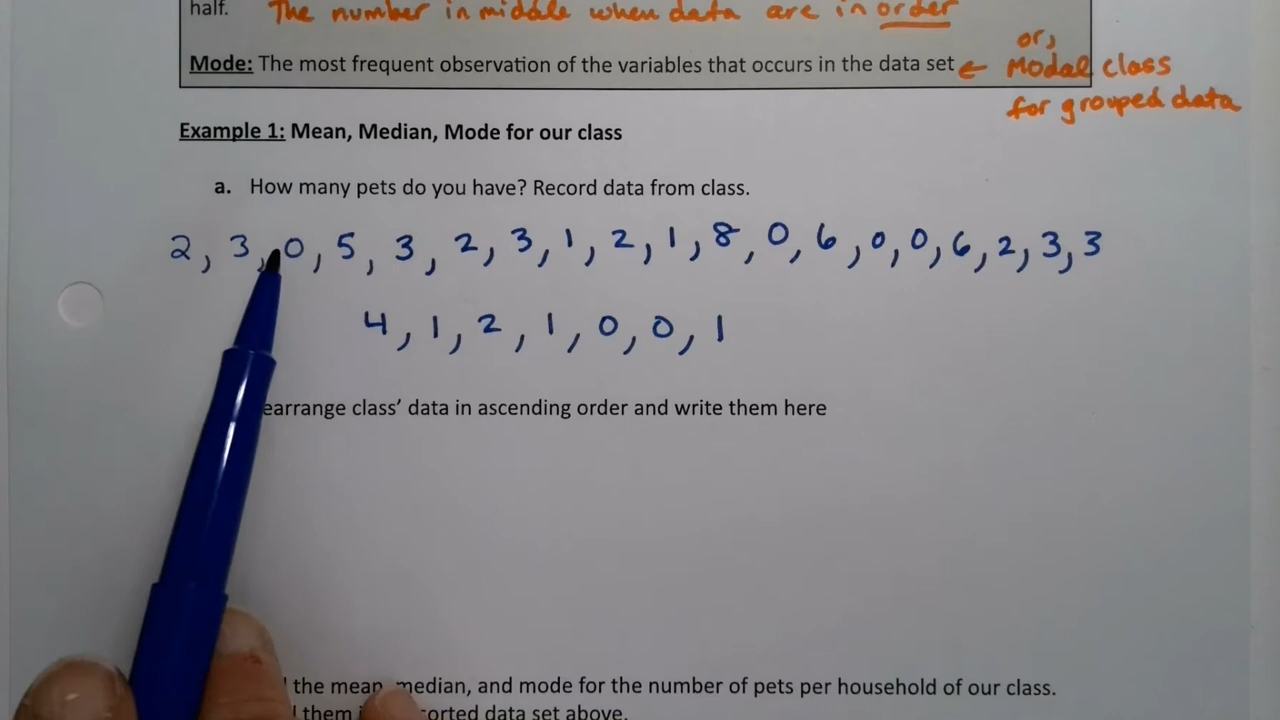 half. The number in middle when data are in order
or,
Mode: The most frequent observation of the variables that occurs in the data set ← Modal class
for grouped data
Example 1: Mean, Median, Mode for our class
a. How many pets do you have? Record data from class.
2, 3, 0, 5, 3, 2, 3, 1, 2, 1, 8, 0, 6, 0, 0, 6, 2, 3, 3
4, 1, 2, 1, 0, 0, 1
earrange class' data in ascending order and write them here
the mean, median, and mode for the number of pets per household of our class.
them orted data set above.